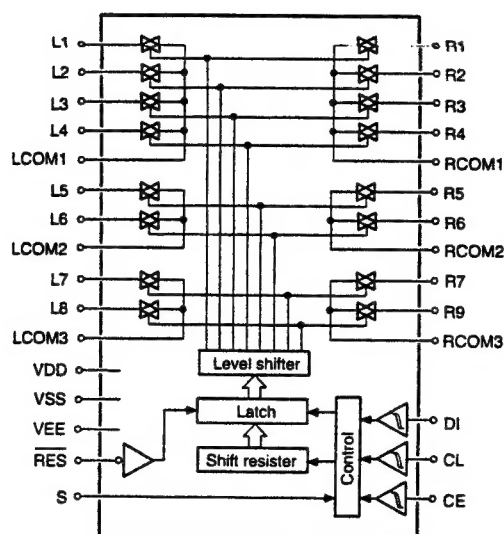 L1
L2
L3
L4
LCOM1
L5
L6
LCOM2
L7
L8
LCOM3
VDD
VSS
VEE
RES
S
R1
R2
R3
R4
RCOM1
R5
R6
RCOM2
R7
R9
RCOM3
Level shifter
Latch
Shift resister
Control
DI
CL
CE